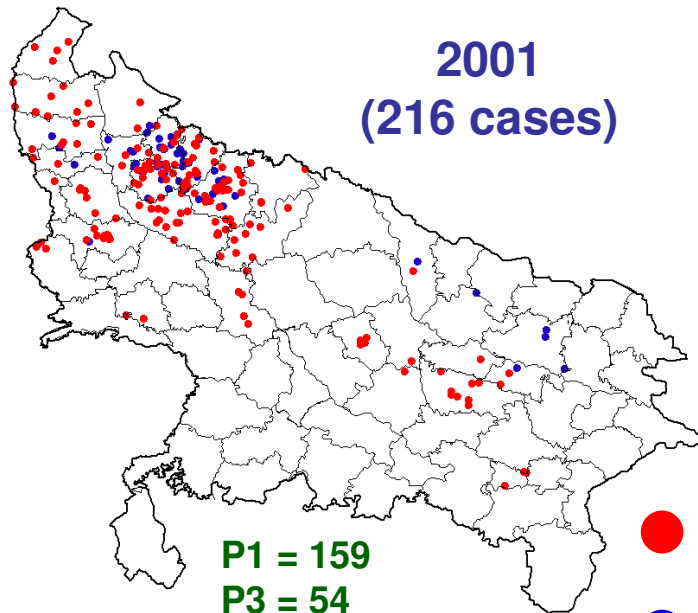 2001
(216 cases)
P1 = 159
P3 = 54